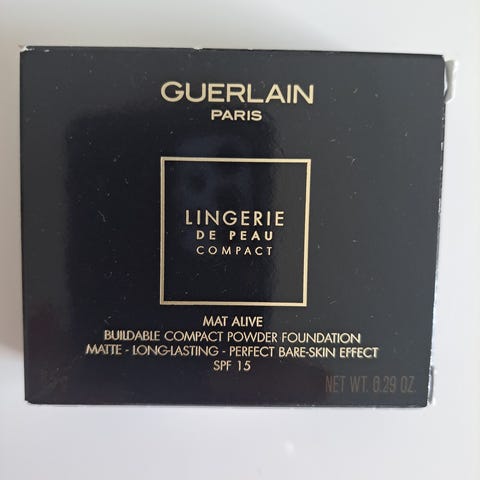 GUERLAIN
PARIS
LINGERIE
DE PEAU
COMPACT
MAT ALIVE
BUILDABLE COMPACT POWDER FOUNDATION
MATTE - LONG-LASTING - PERFECT BARE-SKIN EFFECT
SPF 15
NET WT. 0.29 OZ.